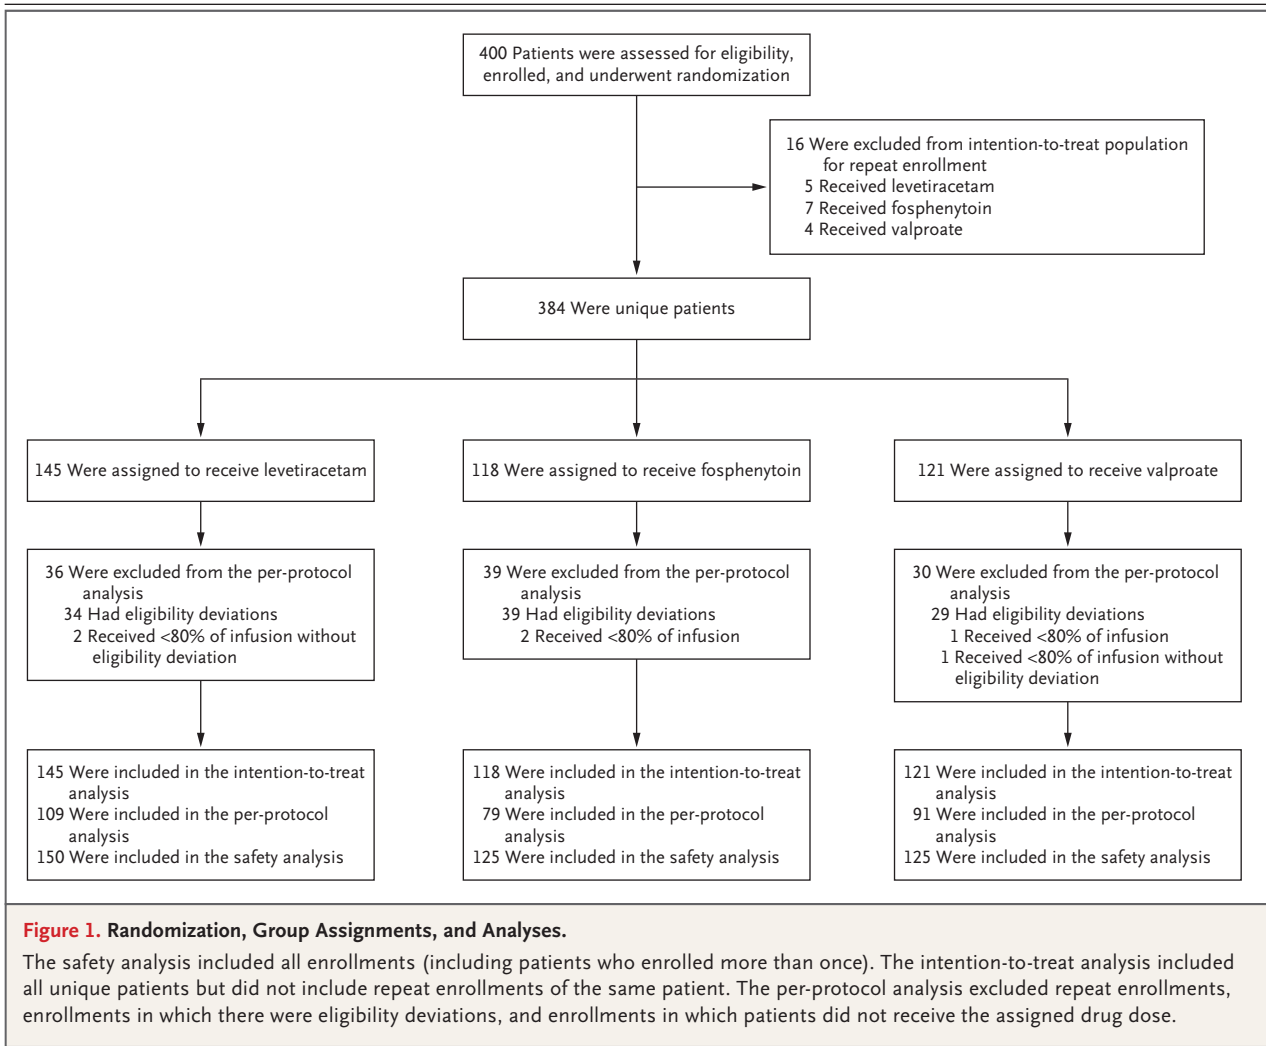 400 Patients were assessed for eligibility,
enrolled, and underwent randomization
16 Were excluded from intention-to-treat population
for repeat enrollment
5 Received levetiracetam
7 Received fosphenytoin
4 Received valproate
384 Were unique patients
145 Were assigned to receive levetiracetam
118 Were assigned to receive fosphenytoin
121 Were assigned to receive valproate
36 Were excluded from the per-protocol
analysis
34 Had eligibility deviations
2 Received <80% of infusion without
eligibility deviation
39 Were excluded from the per-protocol
analysis
39 Had eligibility deviations
2 Received <80% of infusion
30 Were excluded from the per-protocol
analysis
29 Had eligibility deviations
1 Received <80% of infusion
1 Received <80% of infusion without
eligibility deviation
145 Were included in the intention-to-treat
analysis
109 Were included in the per-protocol
analysis
150 Were included in the safety analysis
118 Were included in the intention-to-treat
analysis
79 Were included in the per-protocol
analysis
125 Were included in the safety analysis
121 Were included in the intention-to-treat
analysis
91 Were included in the per-protocol
analysis
125 Were included in the safety analysis
Figure 1. Randomization, Group Assignments, and Analyses.
The safety analysis included all enrollments (including patients who enrolled more than once). The intention-to-treat analysis included
all unique patients but did not include repeat enrollments of the same patient. The per-protocol analysis excluded repeat enrollments,
enrollments in which there were eligibility deviations, and enrollments in which patients did not receive the assigned drug dose.